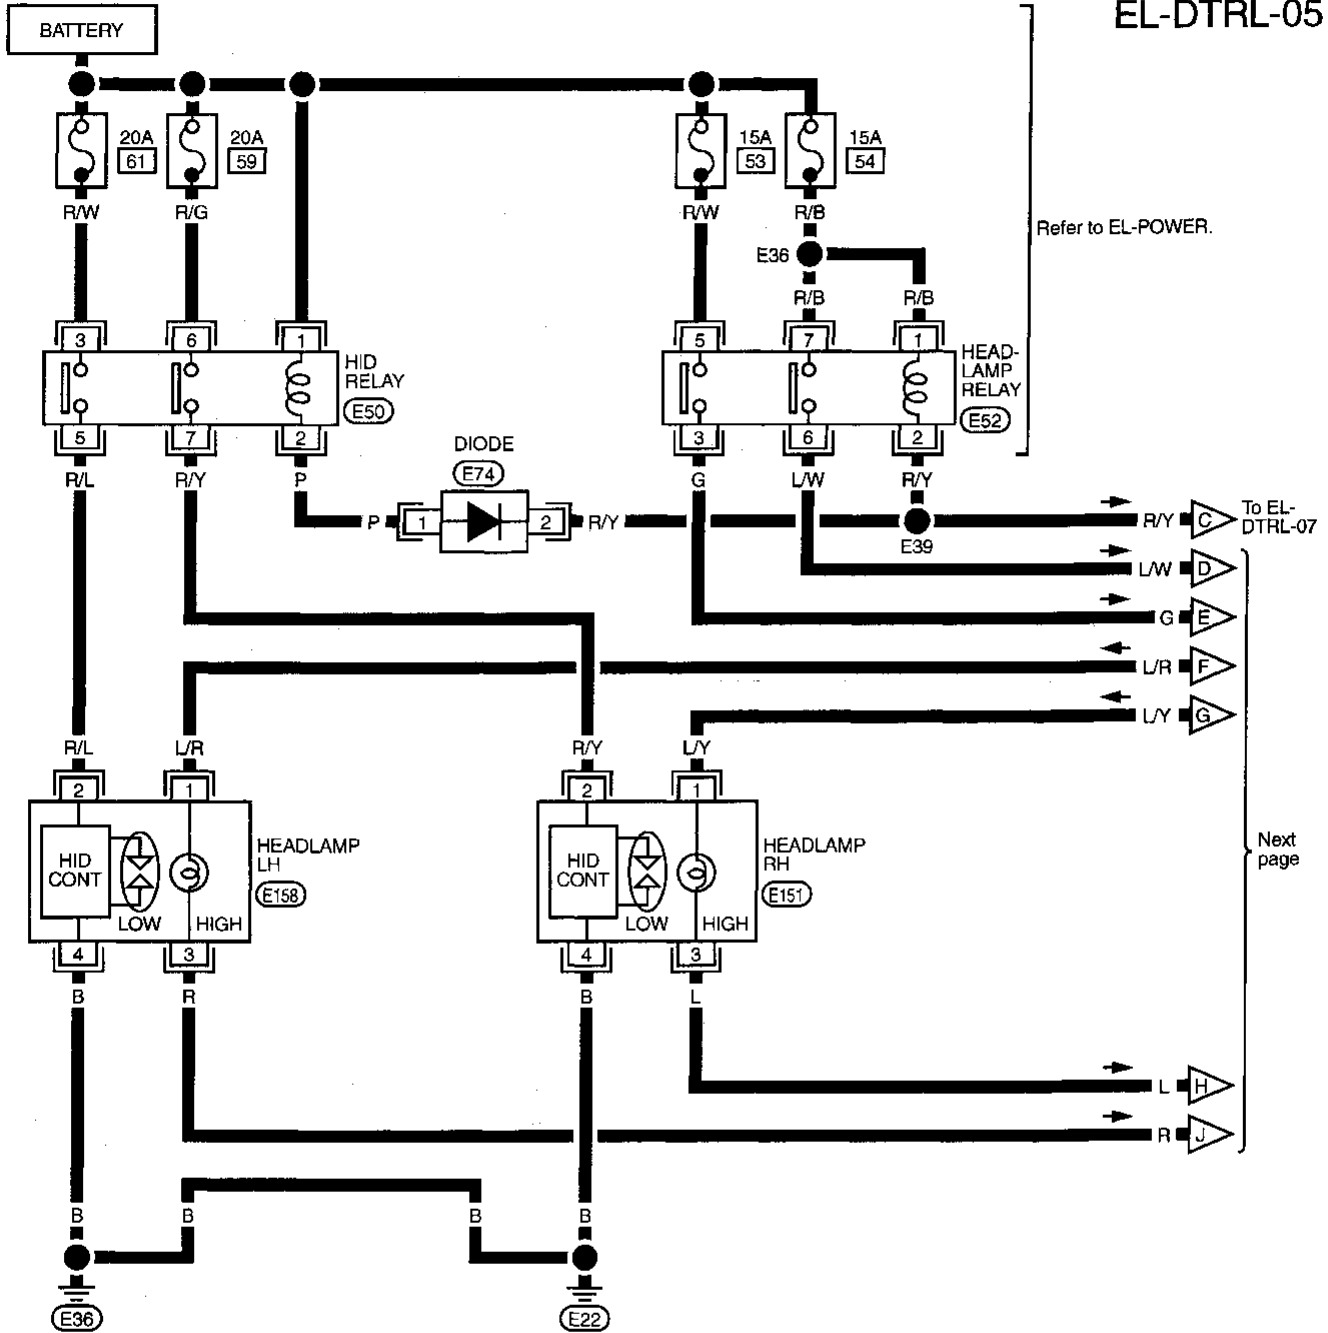 EL-DTRL-05
BATTERY
20A 20A 15A 15A
61 59 53 54
R/W R/G R/W R/B
Refer to EL-POWER.
E36
R/B R/B
3 6 1 5 7 1
HID
RELAY
E50
HEAD-
LAMP
RELAY
E52
5 7 2 3 6 2
R/L R/Y P G L/W R/Y
DIODE
E74
P 1 2 R/Y R/Y C
To EL-
DTRL-07
E39
L/W D
G E
L/R F
L/Y G
R/L L/R R/Y L/Y
2 1 2 1
HID
CONT
LOW HIGH
HEADLAMP
LH
E158
HID
CONT
LOW HIGH
HEADLAMP
RH
E151
Next
page
4 3 4 3
B R B L
L H
R J
B B B B
E36 E22